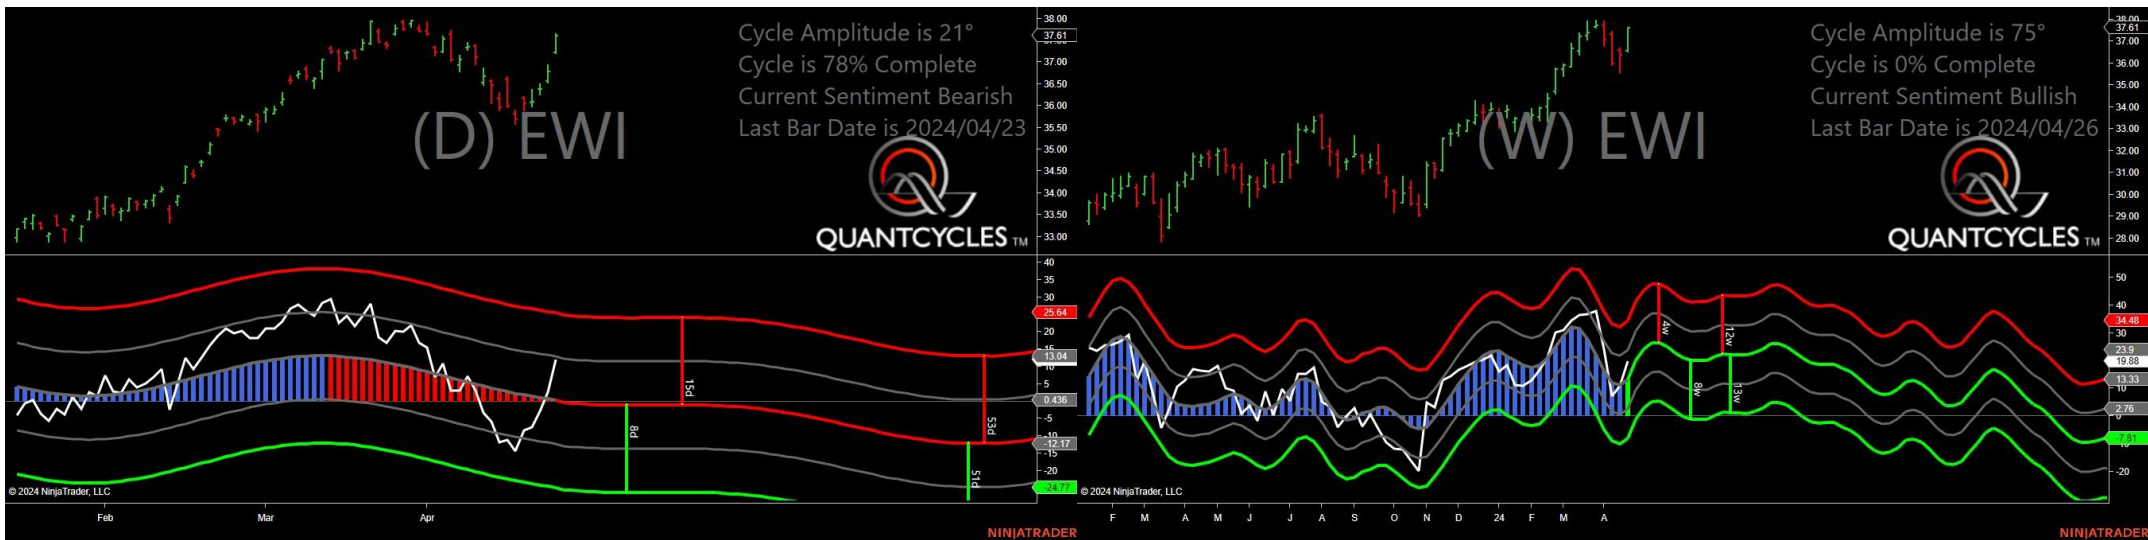 Cycle Amplitude is 21°
Cycle is 78% Complete
Current Sentiment Bearish
Last Bar Date is 2024/04/23
(D) EWI
QUANTCYCLES TM
38.00
37.61
37.00
36.50
36.00
35.50
35.00
34.50
34.00
33.50
33.00
40
35
30
25.64
20
13.04
10
5
0.436
-5
-12.17
-15
-20
-24.77
15d
8d
53d
51d
© 2024 NinjaTrader, LLC
Feb Mar Apr
NINJATRADER
Cycle Amplitude is 75°
Cycle is 0% Complete
Current Sentiment Bullish
Last Bar Date is 2024/04/26
(W) EWI
QUANTCYCLES TM
38.00
37.61
37.00
36.00
34.00
33.00
32.00
31.00
30.00
29.00
28.00
50
40
34.48
30
23.9
19.88
13.33
10
2.76
-7.81
-20
4w
12w
8w
13w
© 2024 NinjaTrader, LLC
F M A M J J A S O N D 24 F M A
NINJATRADER